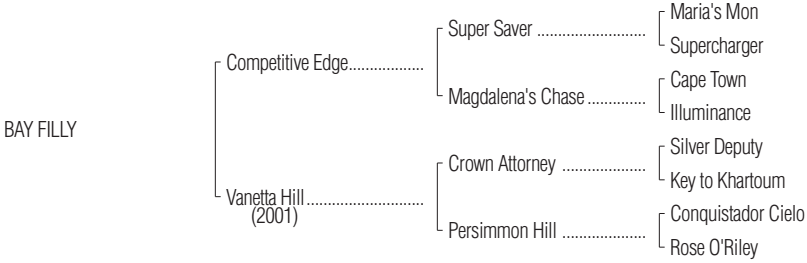 Maria's Mon
Super Saver ..........................
Supercharger
Competitive Edge..................
Cape Town
Magdalena's Chase ..............
Illuminance
BAY FILLY
Silver Deputy
Crown Attorney ....................
Key to Khartoum
Vanetta Hill ............................
(2001)
Conquistador Cielo
Persimmon Hill ....................
Rose O'Riley